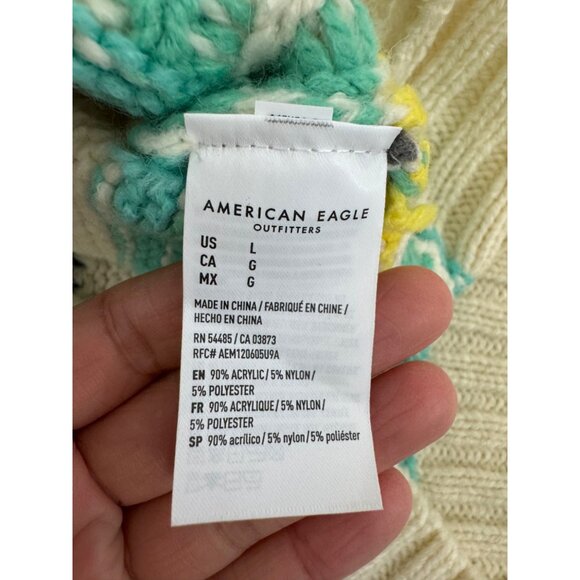 AMERICAN EAGLE
OUTFITTERS
US L
CA G
MX G
MADE IN CHINA / FABRIQUÉ EN CHINE /
HECHO EN CHINA
RN 54485 / CA 03873
RFC# AEM120605U9A
EN 90% ACRYLIC / 5% NYLON /
5% POLYESTER
FR 90% ACRYLIQUE / 5% NYLON /
5% POLYESTER
SP 90% acrílico / 5% nylon / 5% poliéster